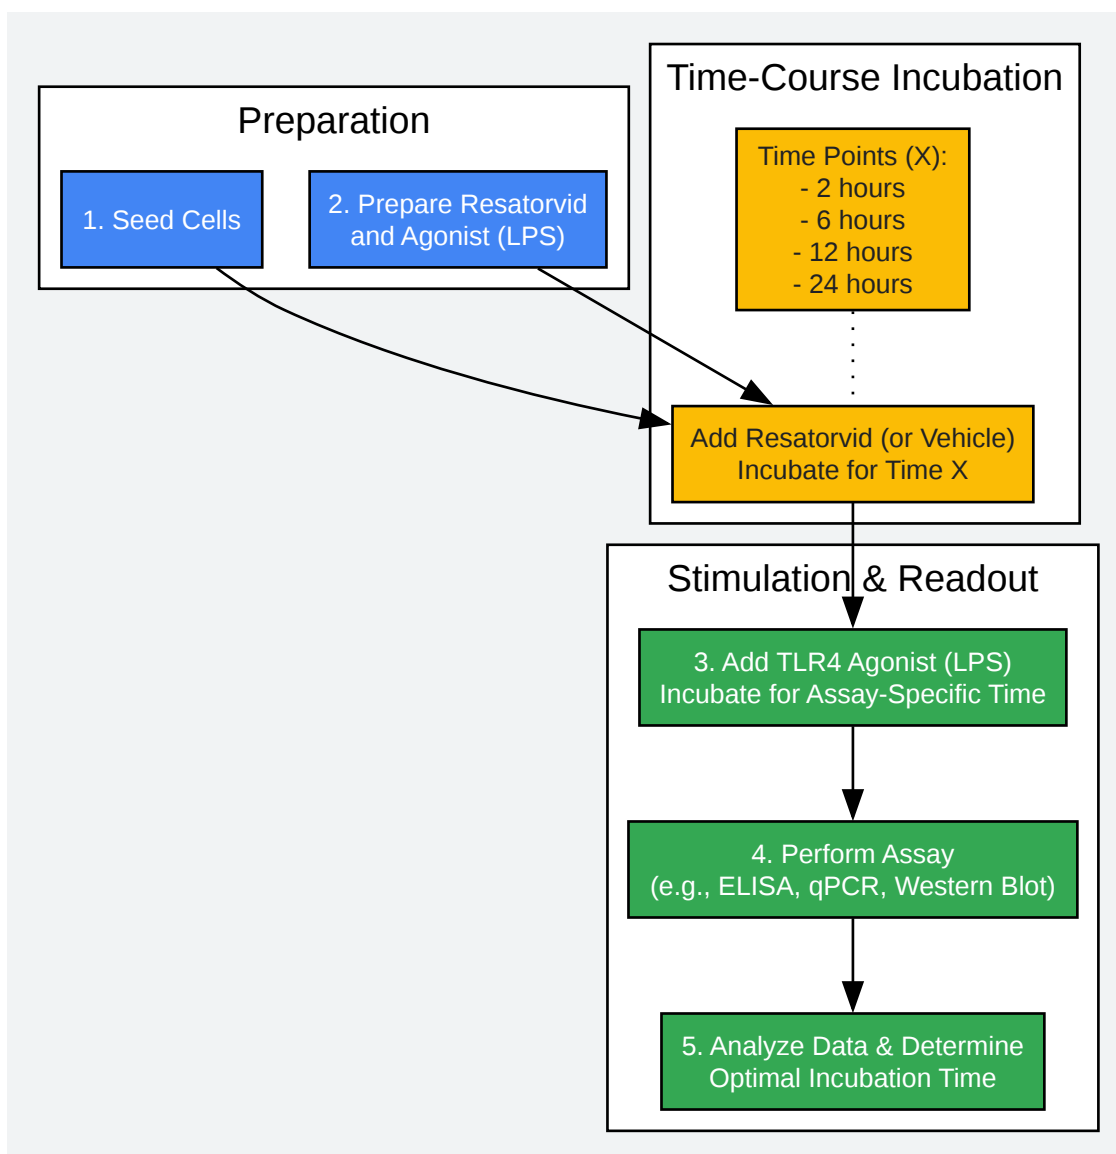 Preparation
1. Seed Cells
2. Prepare Resatorvid
and Agonist (LPS)
Time-Course Incubation
Time Points (X):
- 2 hours
- 6 hours
- 12 hours
- 24 hours
Add Resatorvid (or Vehicle)
Incubate for Time X
Stimulation & Readout
3. Add TLR4 Agonist (LPS)
Incubate for Assay-Specific Time
4. Perform Assay
(e.g., ELISA, qPCR, Western Blot)
5. Analyze Data & Determine
Optimal Incubation Time